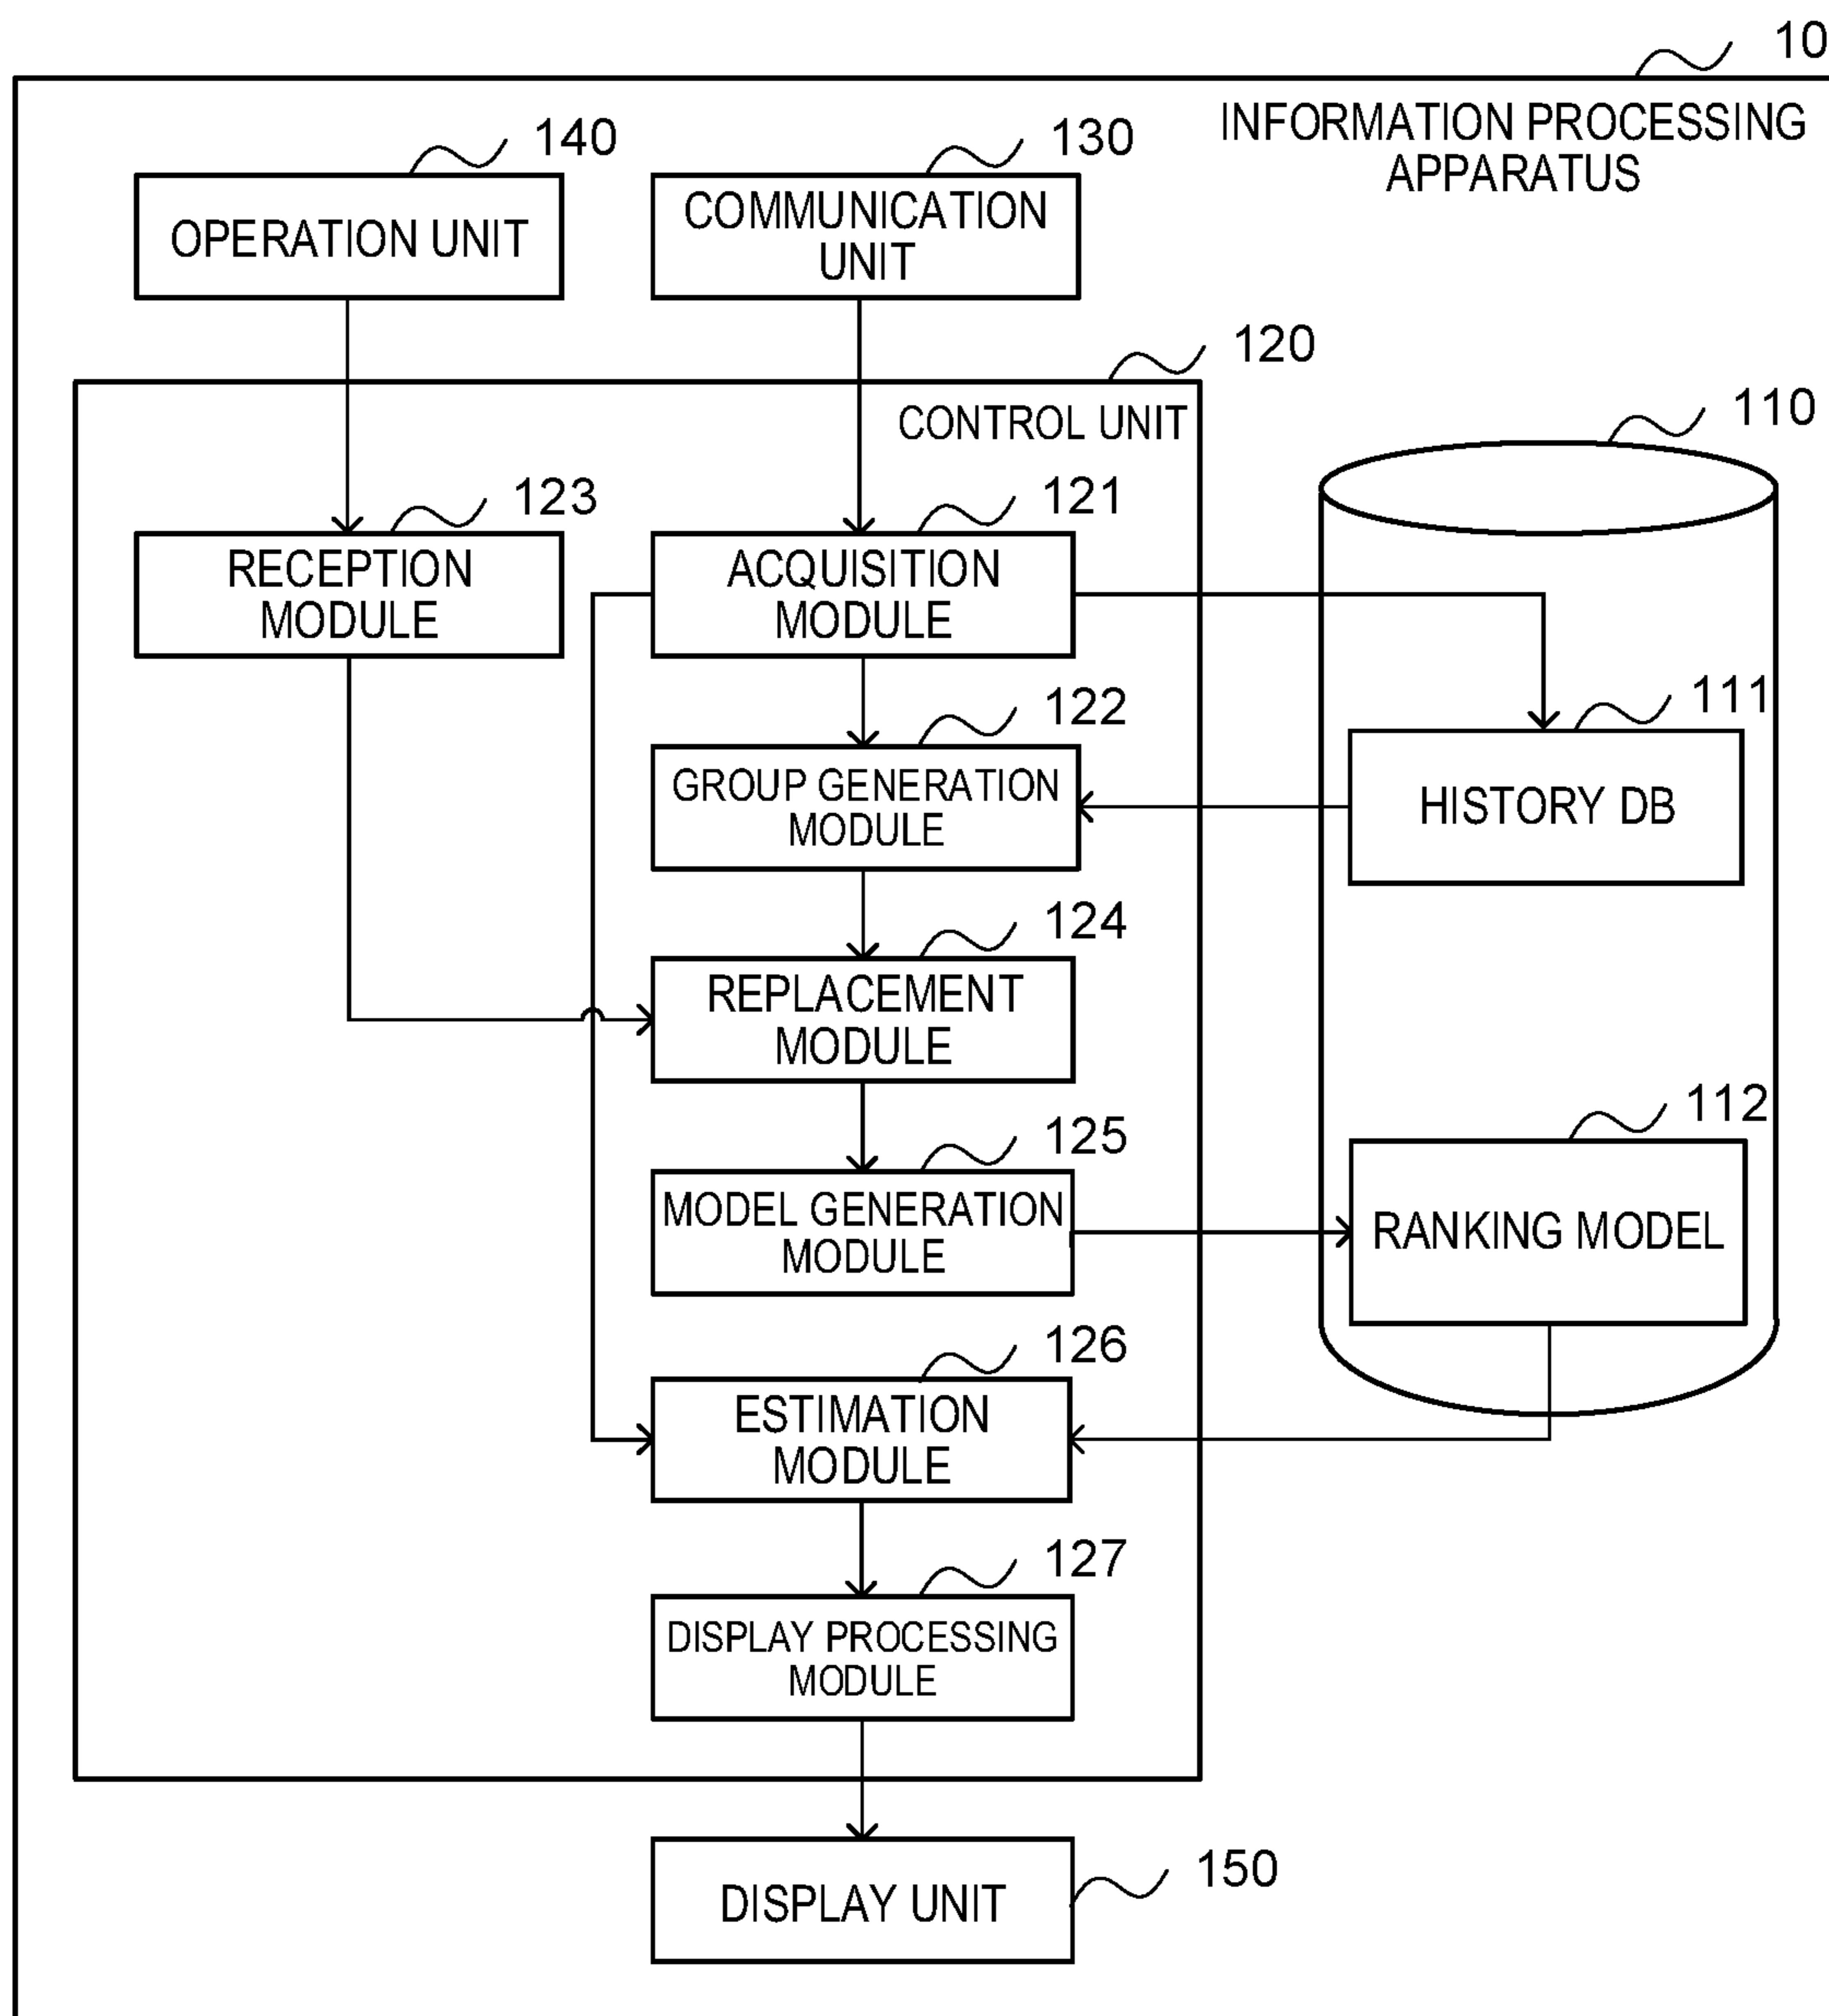 10
INFORMATION PROCESSING
APPARATUS
140
130
OPERATION UNIT
COMMUNICATION
UNIT
120
CONTROL UNIT
110
123
121
RECEPTION
MODULE
ACQUISITION
MODULE
122
111
GROUP GENERATION
MODULE
HISTORY DB
124
REPLACEMENT
MODULE
125
112
MODEL GENERATION
MODULE
RANKING MODEL
126
ESTIMATION
MODULE
127
DISPLAY PROCESSING
MODULE
150
DISPLAY UNIT